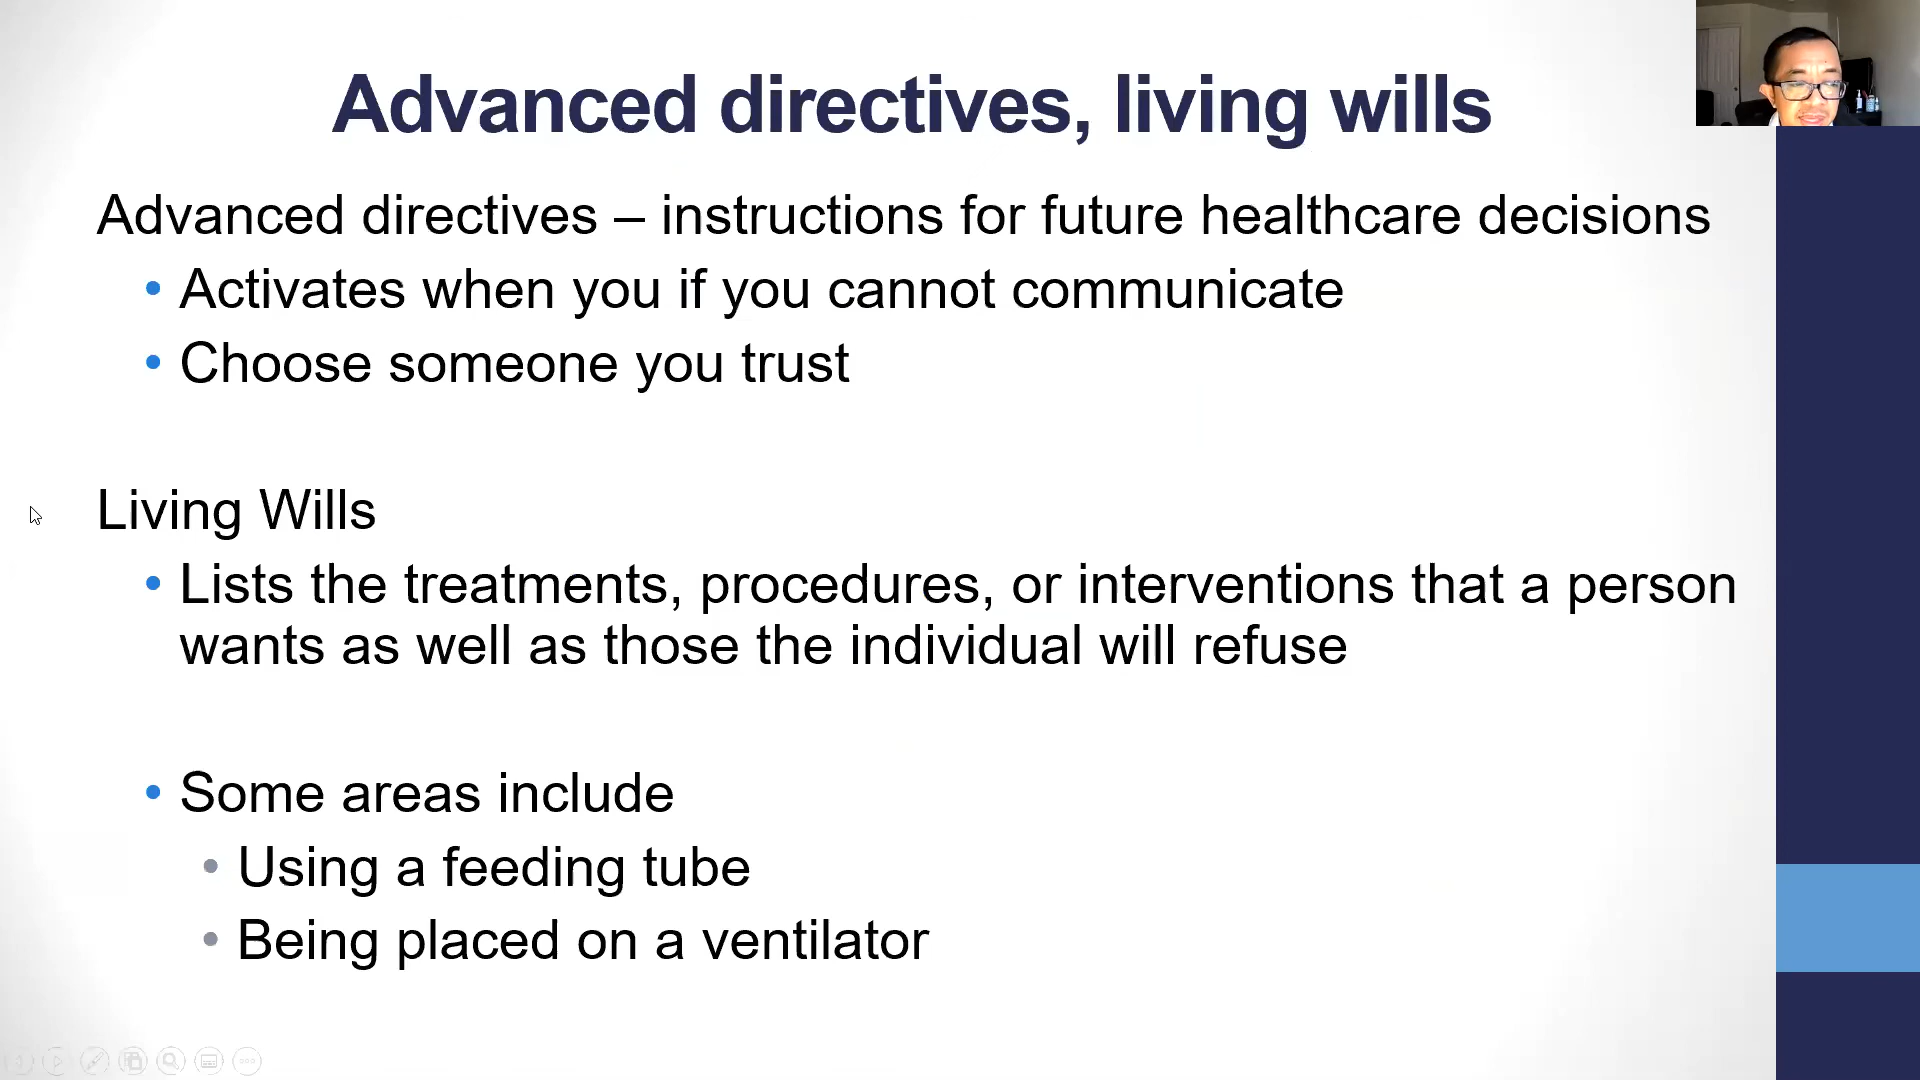 Advanced directives, living wills
Advanced directives – instructions for future healthcare decisions
• Activates when you if you cannot communicate
• Choose someone you trust
Living Wills
• Lists the treatments, procedures, or interventions that a person
wants as well as those the individual will refuse
• Some areas include
• Using a feeding tube
• Being placed on a ventilator